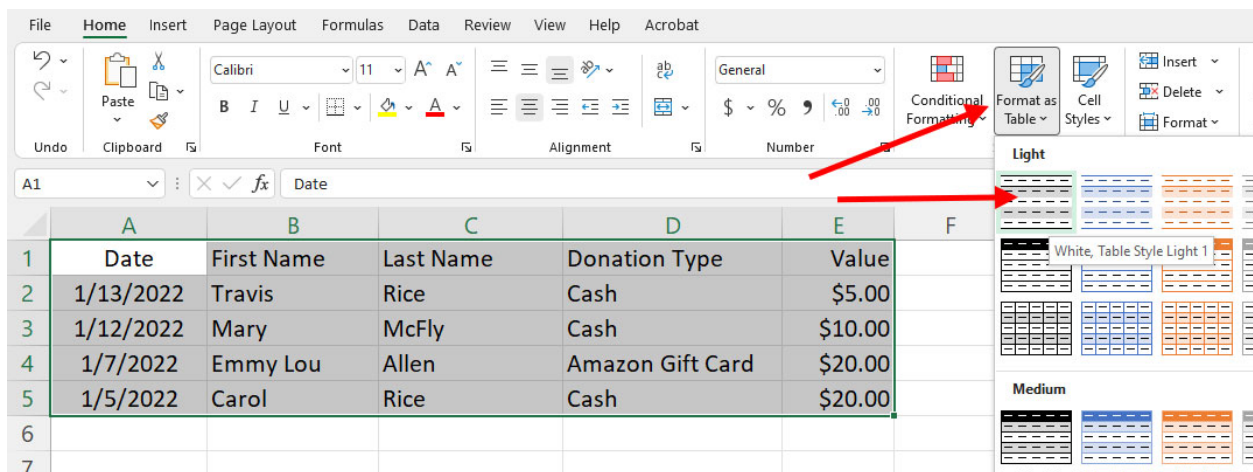 File Home Insert Page Layout Formulas Data Review View Help Acrobat
Calibri 11 A^ A˅ ab General Insert
Paste Conditional Format as Cell Delete
B I U A $ % 9 .00 .00 Formatting Table Styles Format
Undo Clipboard Font Alignment Number
Light
A1 fx Date
A B C D E F
1 Date First Name Last Name Donation Type Value
White, Table Style Light 1
2 1/13/2022 Travis Rice Cash $5.00
3 1/12/2022 Mary McFly Cash $10.00
4 1/7/2022 Emmy Lou Allen Amazon Gift Card $20.00
Medium
5 1/5/2022 Carol Rice Cash $20.00
6
7